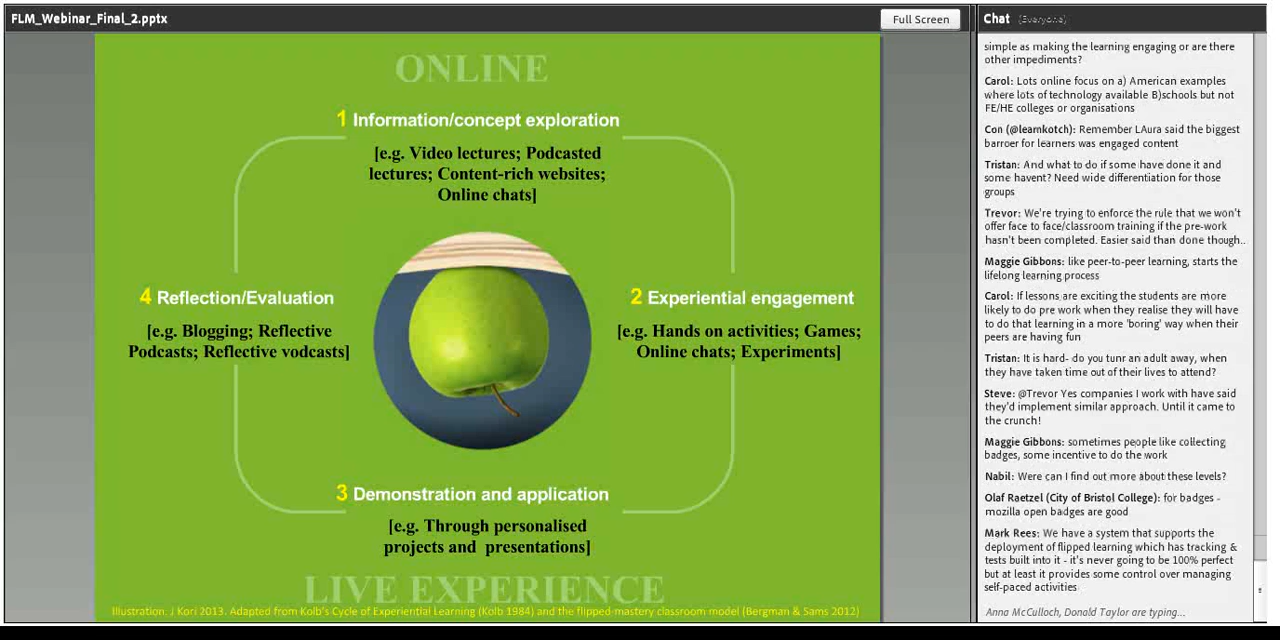 FLM_Webinar_Final_2.pptx
Full Screen
ONLINE
1 Information/concept exploration
[e.g. Video lectures; Podcasted
lectures; Content-rich websites;
Online chats]
4 Reflection/Evaluation
[e.g. Blogging; Reflective
Podcasts; Reflective vodcasts]
2 Experiential engagement
[e.g. Hands on activities; Games;
Online chats; Experiments]
3 Demonstration and application
[e.g. Through personalised
projects and presentations]
LIVE EXPERIENCE
Illustration. J Kori 2013. Adapted from Kolb's Cycle of Experiential Learning (Kolb 1984) and the flipped-mastery classroom model (Bergman & Sams 2012)
Chat (Everyone)
simple as making the learning engaging or are there
other impediments?
Carol: Lots online focus on a) American examples
where lots of technology available B)schools but not
FE/HE colleges or organisations
Con (@learnkotch): Remember LAura said the biggest
barroer for learners was engaged content
Tristan: And what to do if some have done it and
some havent? Need wide differentiation for those
groups
Trevor: We're trying to enforce the rule that we won't
offer face to face/classroom training if the pre-work
hasn't been completed. Easier said than done though..
Maggie Gibbons: like peer-to-peer learning, starts the
lifelong learning process
Carol: If lessons are exciting the students are more
likely to do pre work when they realise they will have
to do that learning in a more 'boring' way when their
peers are having fun
Tristan: It is hard- do you tunr an adult away, when
they have taken time out of their lives to attend?
Steve: @Trevor Yes companies I work with have said
they'd implement similar approach. Until it came to
the crunch!
Maggie Gibbons: sometimes people like collecting
badges, some incentive to do the work
Nabil: Were can I find out more about these levels?
Olaf Raetzel (City of Bristol College): for badges -
mozilla open badges are good
Mark Rees: We have a system that supports the
deployment of flipped learning which has tracking &
tests built into it - it's never going to be 100% perfect
but at least it provides some control over managing
self-paced activities
Anna McCulloch, Donald Taylor are typing...